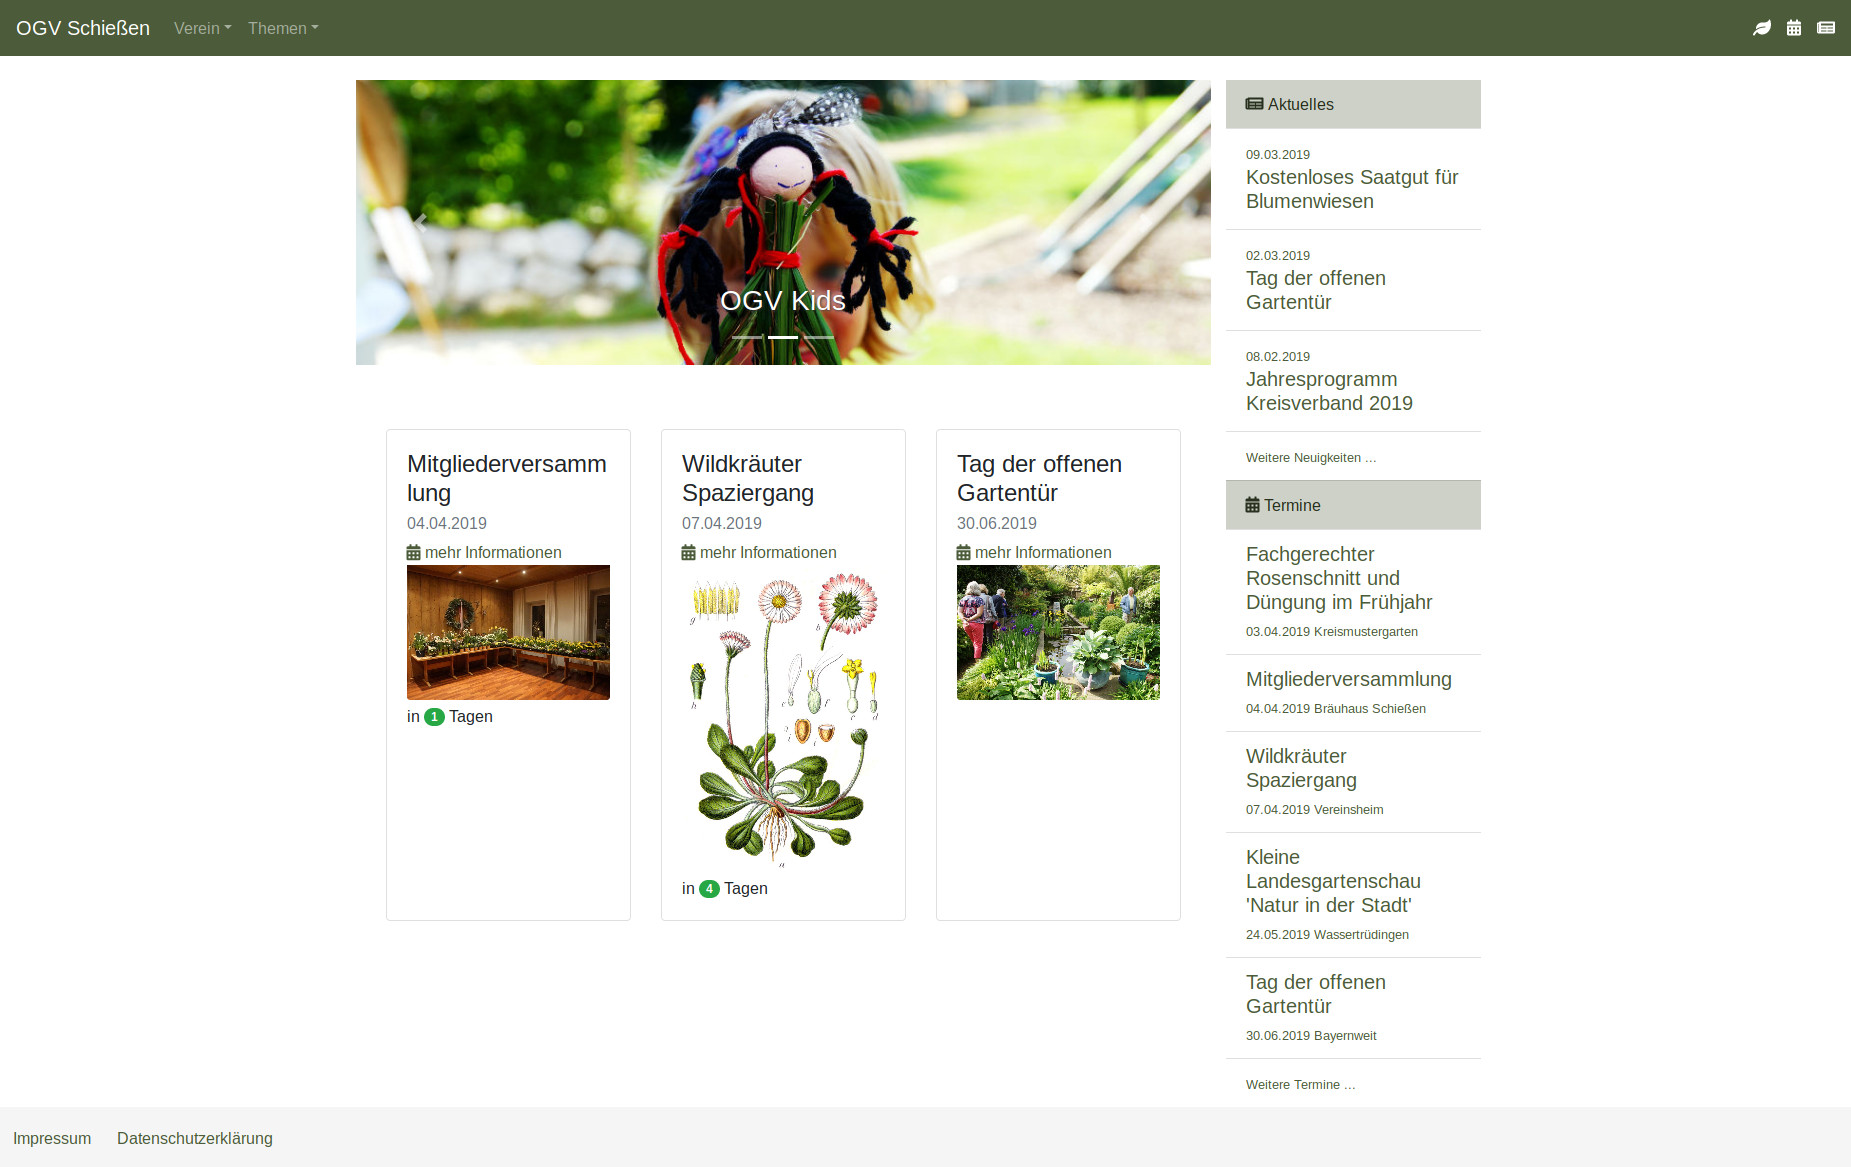 OGV Schießen Verein Themen
OGV Kids
Mitgliederversamm
lung
04.04.2019
mehr Informationen
in 1 Tagen
Wildkräuter
Spaziergang
07.04.2019
mehr Informationen
in 4 Tagen
Tag der offenen
Gartentür
30.06.2019
mehr Informationen
Aktuelles
09.03.2019
Kostenloses Saatgut für
Blumenwiesen
02.03.2019
Tag der offenen
Gartentür
08.02.2019
Jahresprogramm
Kreisverband 2019
Weitere Neuigkeiten ...
Termine
Fachgerechter
Rosenschnitt und
Düngung im Frühjahr
03.04.2019 Kreismustergarten
Mitgliederversammlung
04.04.2019 Bräuhaus Schießen
Wildkräuter
Spaziergang
07.04.2019 Vereinsheim
Kleine
Landesgartenschau
'Natur in der Stadt'
24.05.2019 Wassertrüdingen
Tag der offenen
Gartentür
30.06.2019 Bayernweit
Weitere Termine ...
Impressum Datenschutzerklärung